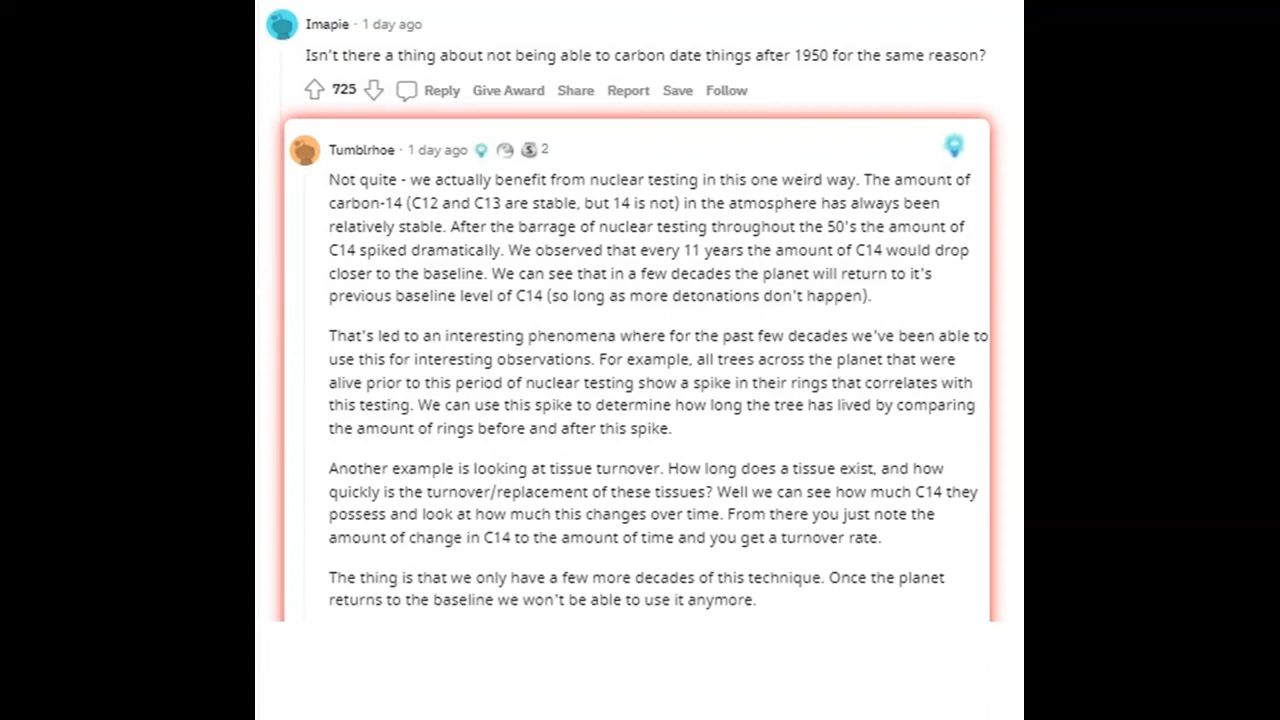 Imapie · 1 day ago
Isn't there a thing about not being able to carbon date things after 1950 for the same reason?
725 Reply Give Award Share Report Save Follow
Tumblrhoe · 1 day ago 2
Not quite - we actually benefit from nuclear testing in this one weird way. The amount of
carbon-14 (C12 and C13 are stable, but 14 is not) in the atmosphere has always been
relatively stable. After the barrage of nuclear testing throughout the 50's the amount of
C14 spiked dramatically. We observed that every 11 years the amount of C14 would drop
closer to the baseline. We can see that in a few decades the planet will return to it's
previous baseline level of C14 (so long as more detonations don't happen).
That's led to an interesting phenomena where for the past few decades we've been able to
use this for interesting observations. For example, all trees across the planet that were
alive prior to this period of nuclear testing show a spike in their rings that correlates with
this testing. We can use this spike to determine how long the tree has lived by comparing
the amount of rings before and after this spike.
Another example is looking at tissue turnover. How long does a tissue exist, and how
quickly is the turnover/replacement of these tissues? Well we can see how much C14 they
possess and look at how much this changes over time. From there you just note the
amount of change in C14 to the amount of time and you get a turnover rate.
The thing is that we only have a few more decades of this technique. Once the planet
returns to the baseline we won't be able to use it anymore.